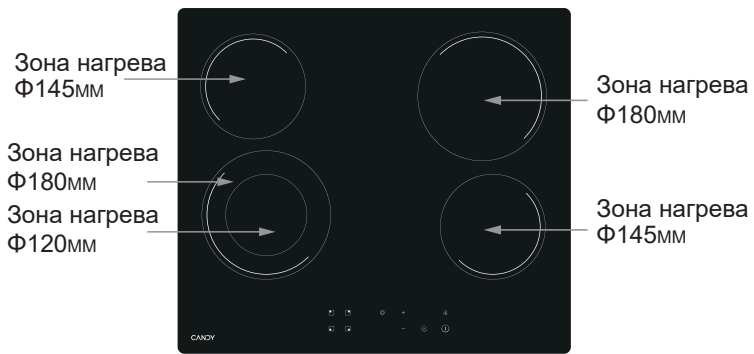 Зона нагрева
Ф145мм
Зона нагрева
Ф180мм
Зона нагрева
Ф180мм
Зона нагрева
Ф120мм
Зона нагрева
Ф145мм
CANDY